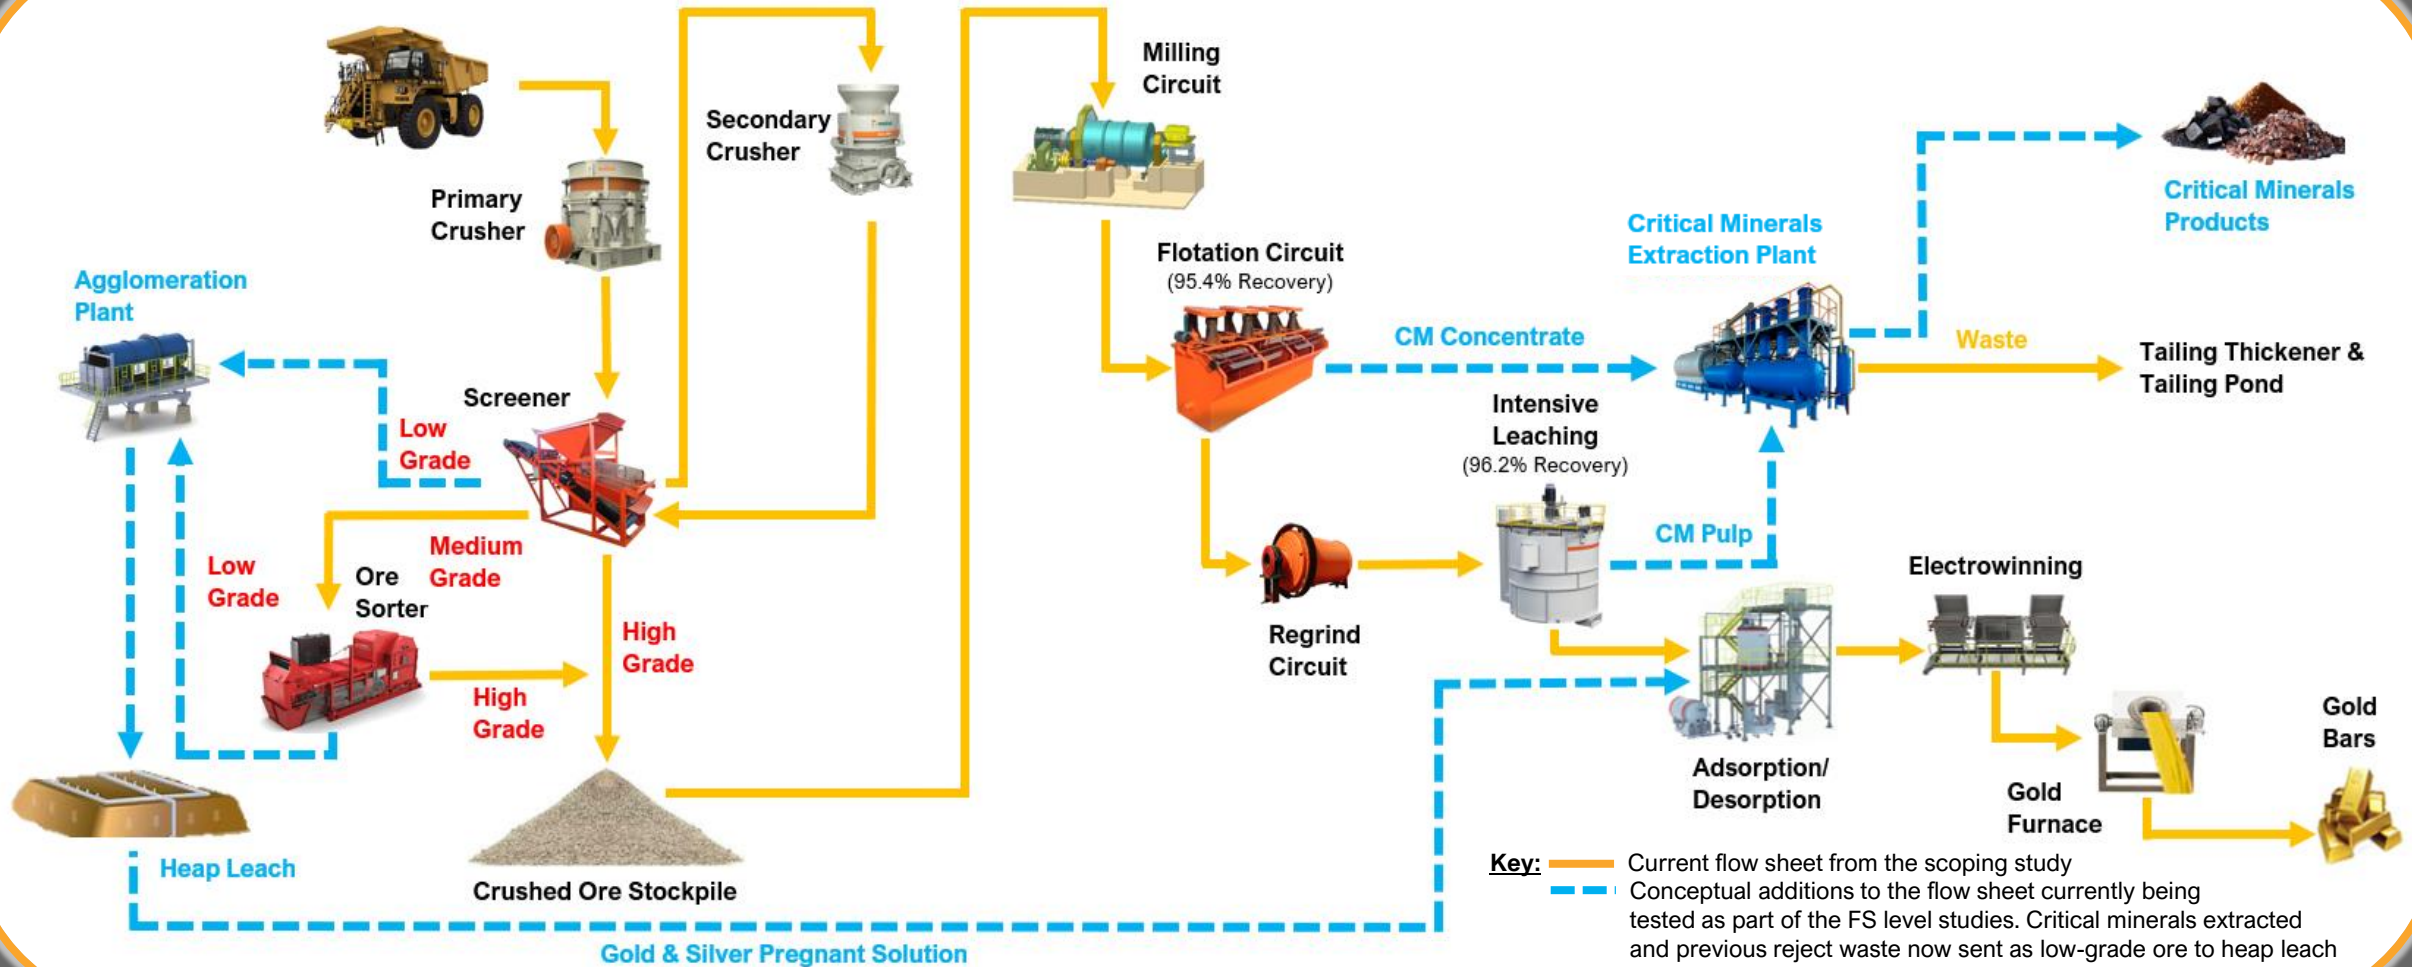 Milling
Circuit
Secondary
Crusher
Primary
Crusher
Critical Minerals
Products
Critical Minerals
Extraction Plant
Flotation Circuit
(95.4% Recovery)
Agglomeration
Plant
CM Concentrate
Waste
Tailing Thickener &
Tailing Pond
Screener
Low
Grade
Intensive
Leaching
(96.2% Recovery)
CM Pulp
Medium
Grade
Low
Grade
Ore
Sorter
Electrowinning
High
Grade
Regrind
Circuit
High
Grade
Gold
Bars
Adsorption/
Desorption
Gold
Furnace
Heap Leach
Crushed Ore Stockpile
Key:
Current flow sheet from the scoping study
Conceptual additions to the flow sheet currently being
tested as part of the FS level studies. Critical minerals extracted
and previous reject waste now sent as low-grade ore to heap leach
Gold & Silver Pregnant Solution